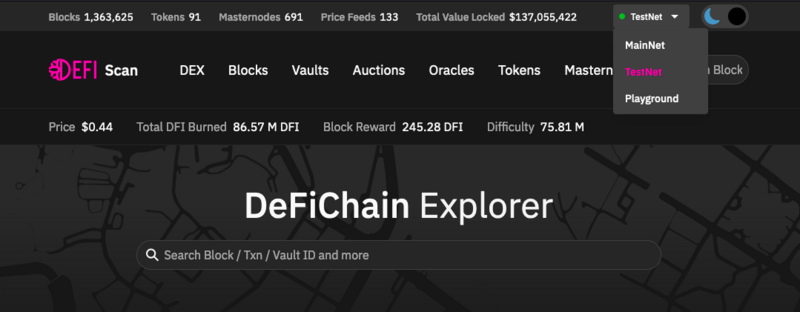 Blocks 1,363,625 Tokens 91 Masternodes 691 Price Feeds 133 Total Value Locked $137,055,422 TestNet
MainNet
TestNet
Playground
DEFI Scan DEX Blocks Vaults Auctions Oracles Tokens Mastern Block
Price $0.44 Total DFI Burned 86.57 M DFI Block Reward 245.28 DFI Difficulty 75.81 M
DeFiChain Explorer
Search Block / Txn / Vault ID and more